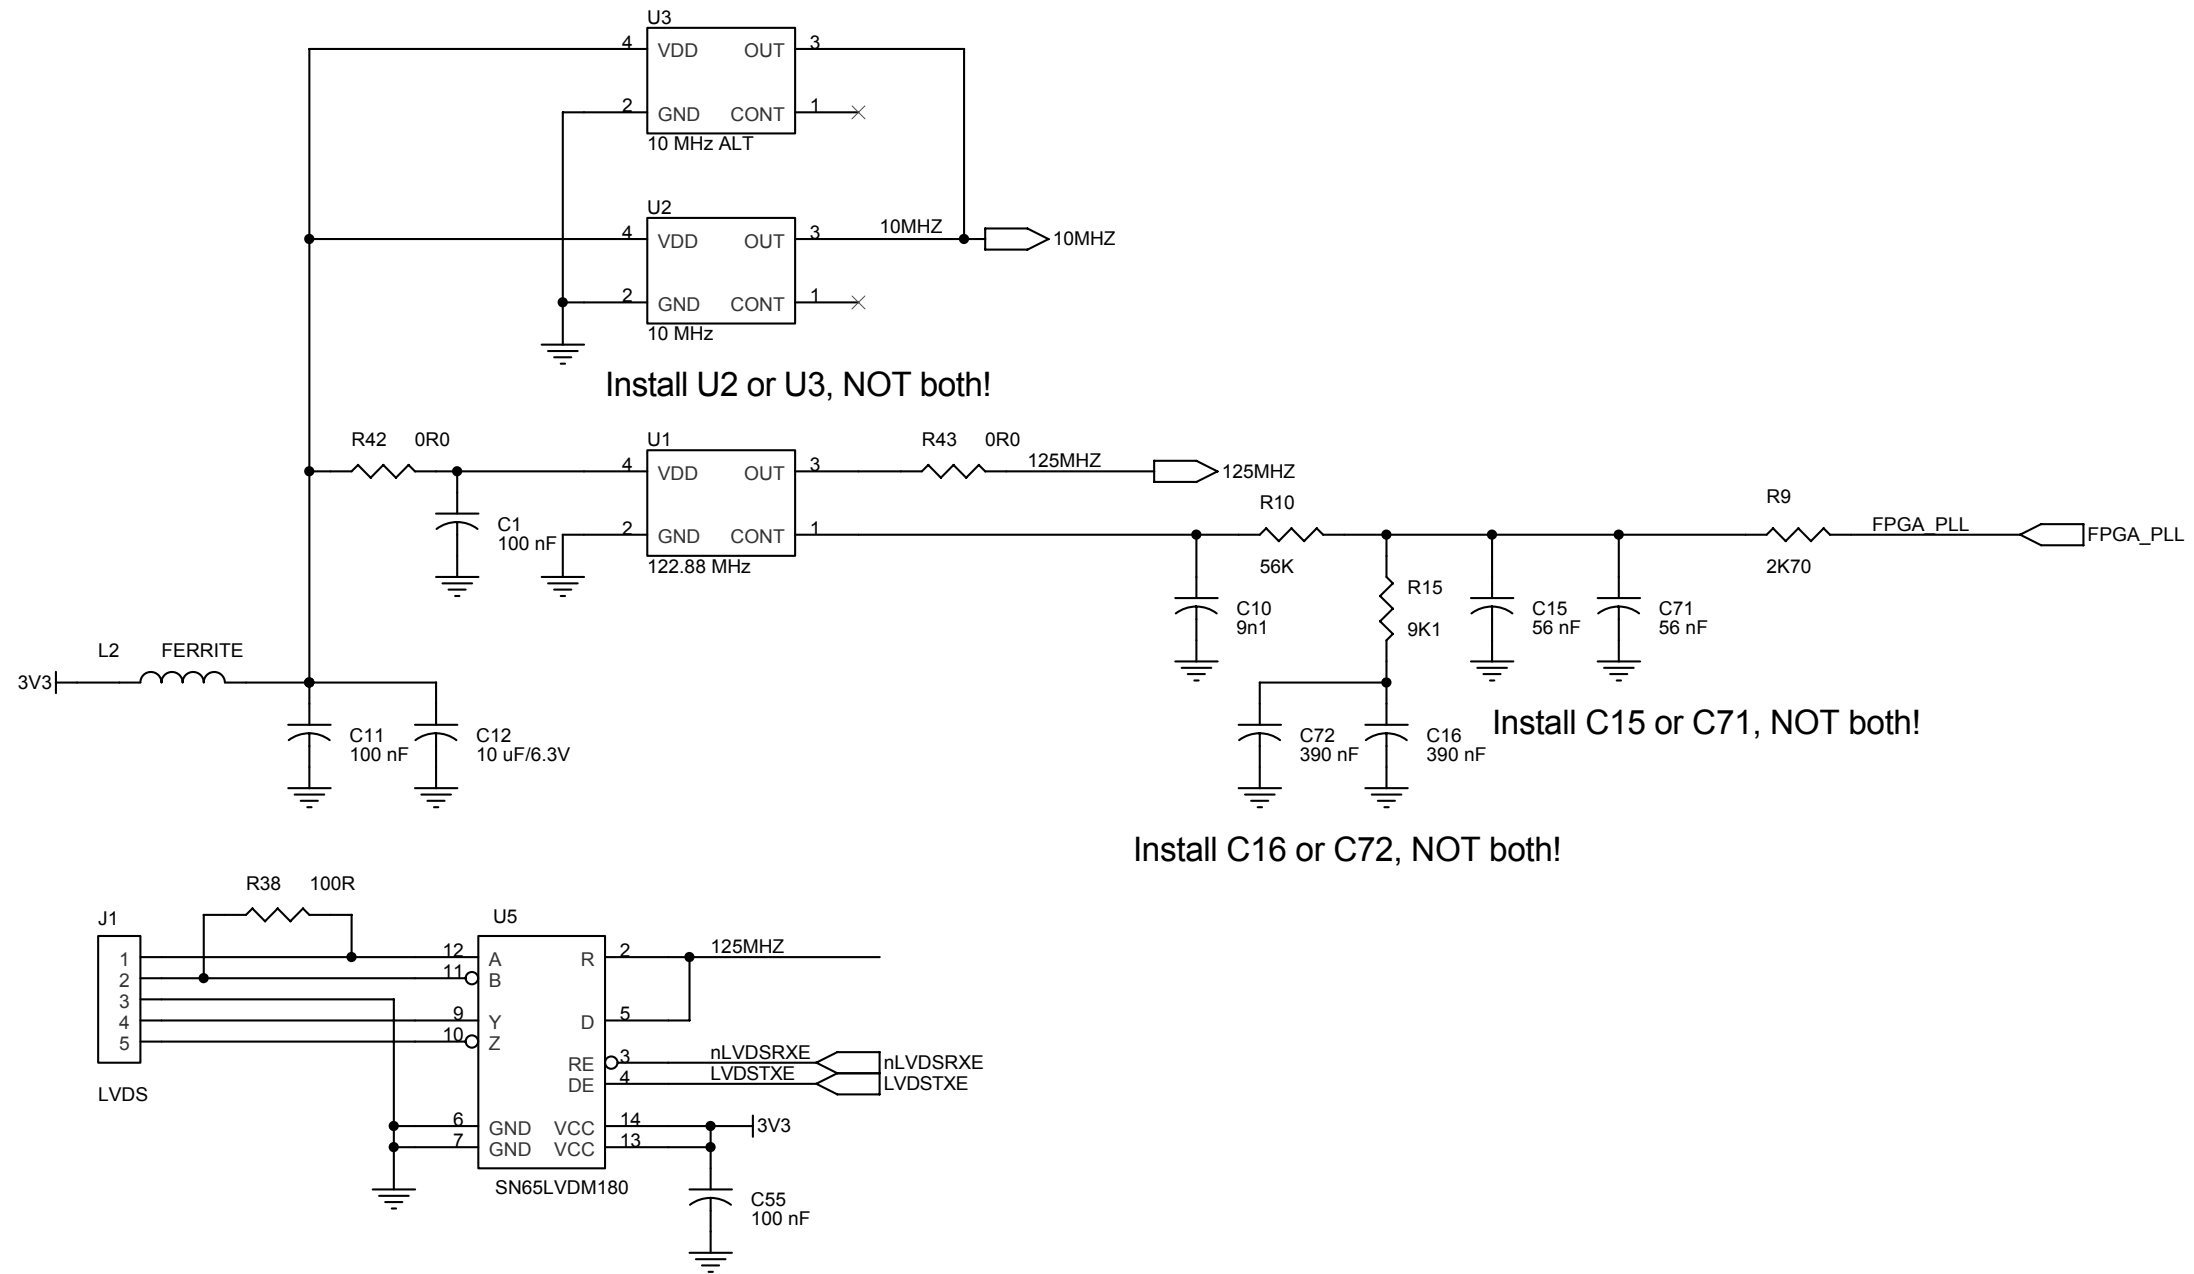 U3
4 VDD OUT 3
2 GND CONT 1
10 MHz ALT
U2
4 VDD OUT 3 10MHZ 10MHZ
2 GND CONT 1
10 MHz
Install U2 or U3, NOT both!
R42 0R0 U1 R43 0R0
4 VDD OUT 3 125MHZ 125MHZ
R10 R9
C1
100 nF
2 GND CONT 1 FPGA_PLL FPGA_PLL
122.88 MHz 56K 2K70
R15
9K1
C10
9n1
C15
56 nF
C71
56 nF
L2 FERRITE
3V3
C11
100 nF
C12
10 uF/6.3V
C72
390 nF
C16
390 nF
Install C15 or C71, NOT both!
Install C16 or C72, NOT both!
R38 100R
J1 U5
1 12 A R 2 125MHZ
2 11 B
3
4 9 Y D 5
5 10 Z
RE 3 nLVDSRXE nLVDSRXE
DE 4 LVDSTXE LVDSTXE
LVDS
6 GND VCC 14 3V3
7 GND VCC 13
SN65LVDM180
C55
100 nF